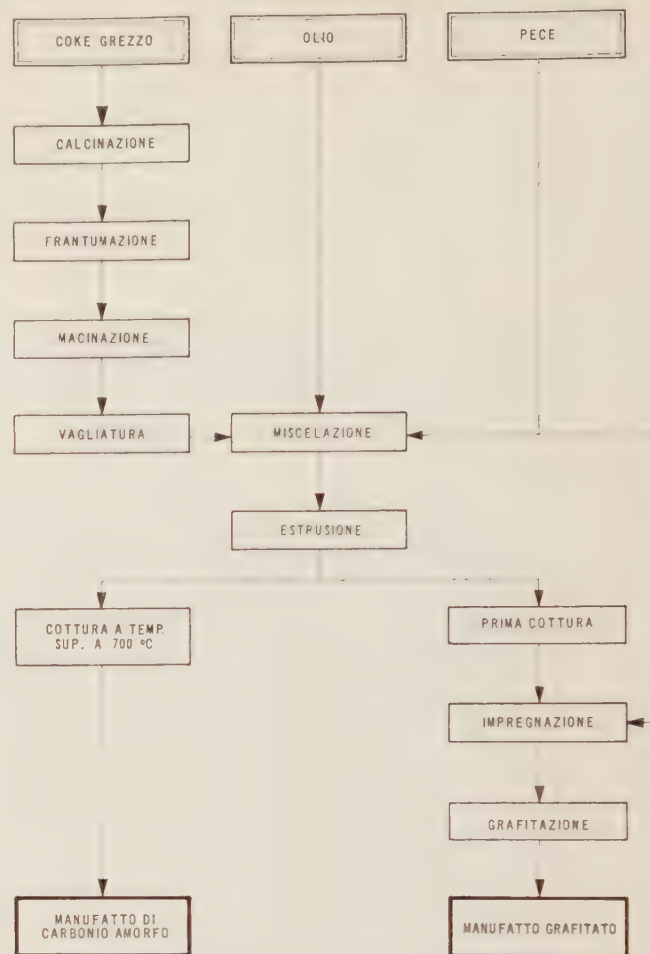 COKE GREZZO
OLIO
PECE
CALCINAZIONE
FRANTUMAZIONE
MACINAZIONE
VAGLIATURA
MISCELAZIONE
ESTRUSIONE
COTTURA A TEMP.
SUP. A 700 °C
PRIMA COTTURA
IMPREGNAZIONE
GRAFITAZIONE
MANUFATTO DI
CARBONIO AMORFO
MANUFATTO GRAFITATO